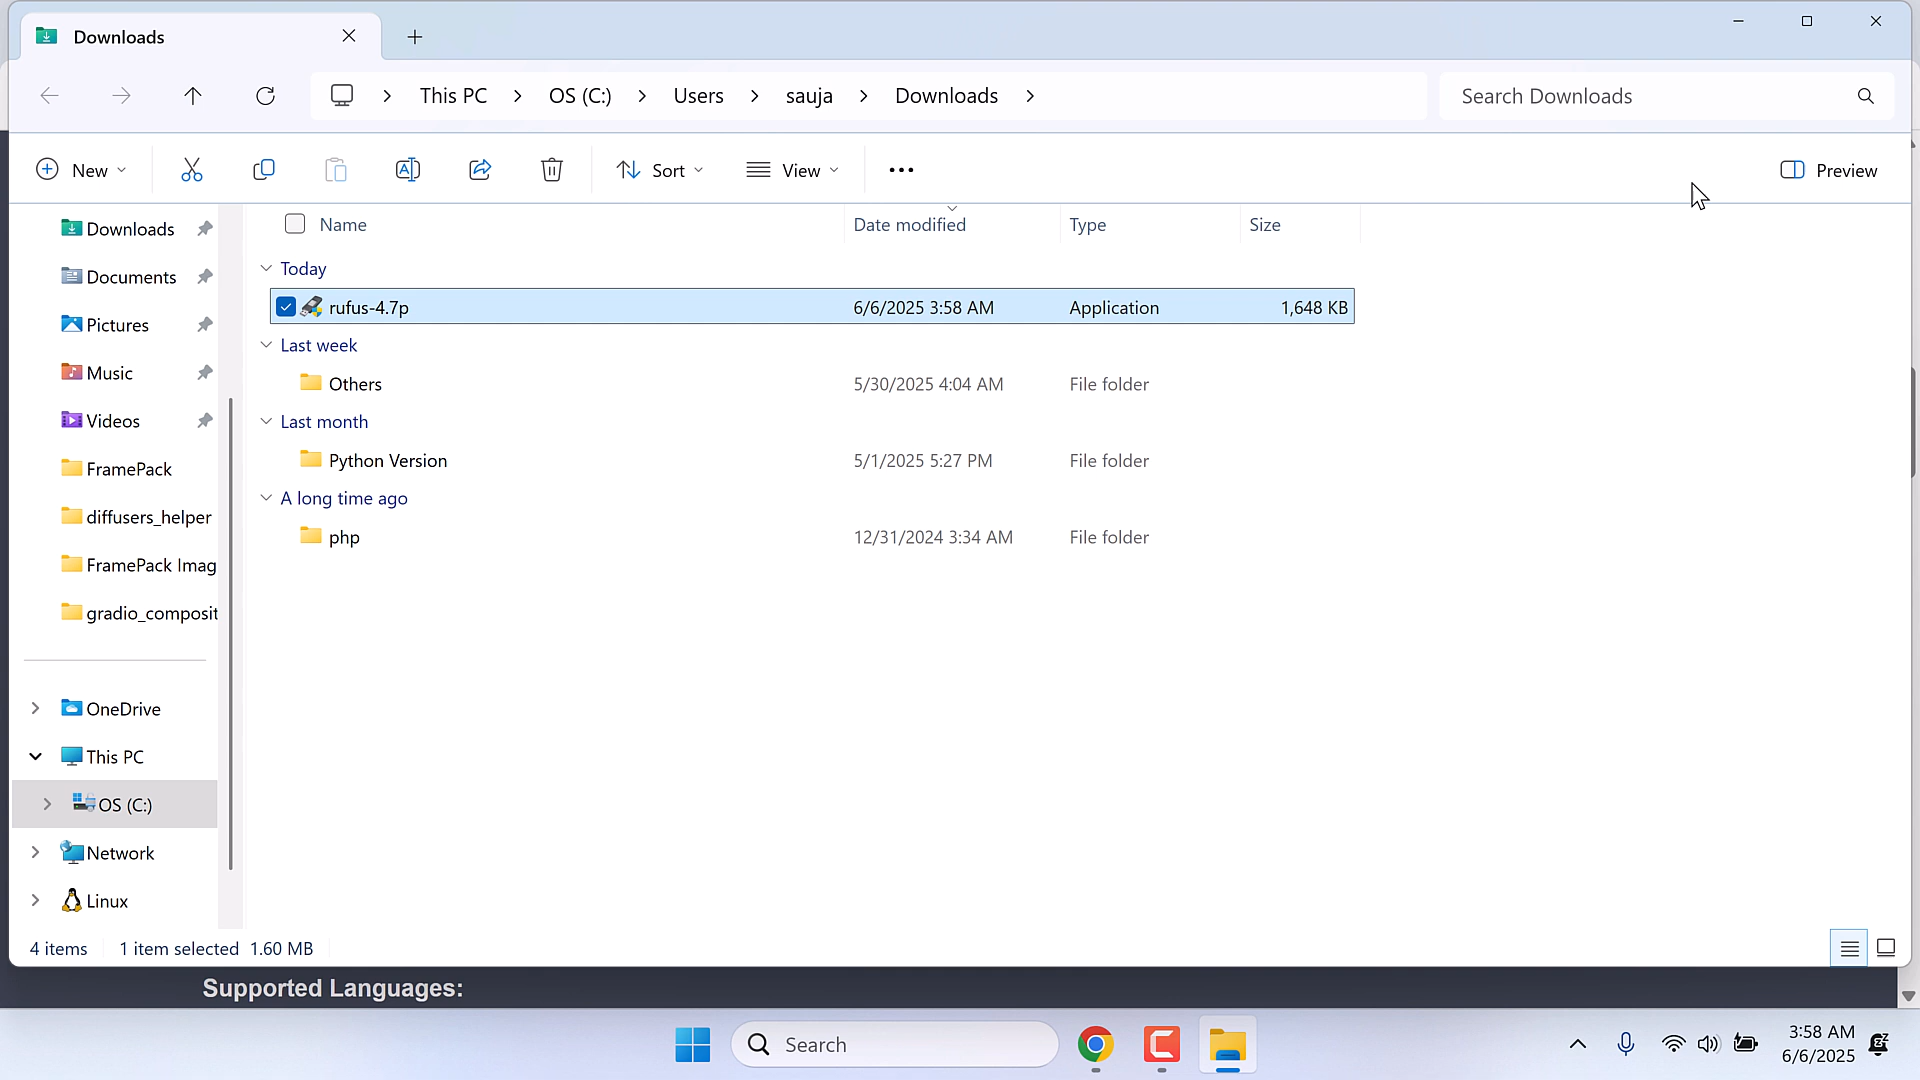 Downloads
This PC OS (C:) Users sauja Downloads
Search Downloads
New Sort View Preview
Name Date modified Type Size
Today
rufus-4.7p 6/6/2025 3:58 AM Application 1,648 KB
Last week
Others 5/30/2025 4:04 AM File folder
Last month
Python Version 5/1/2025 5:27 PM File folder
A long time ago
php 12/31/2024 3:34 AM File folder
Downloads
Documents
Pictures
Music
Videos
FramePack
diffusers_helper
FramePack Imag
gradio_composit
OneDrive
This PC
OS (C:)
Network
Linux
4 items 1 item selected 1.60 MB
Supported Languages:
Search
3:58 AM
6/6/2025